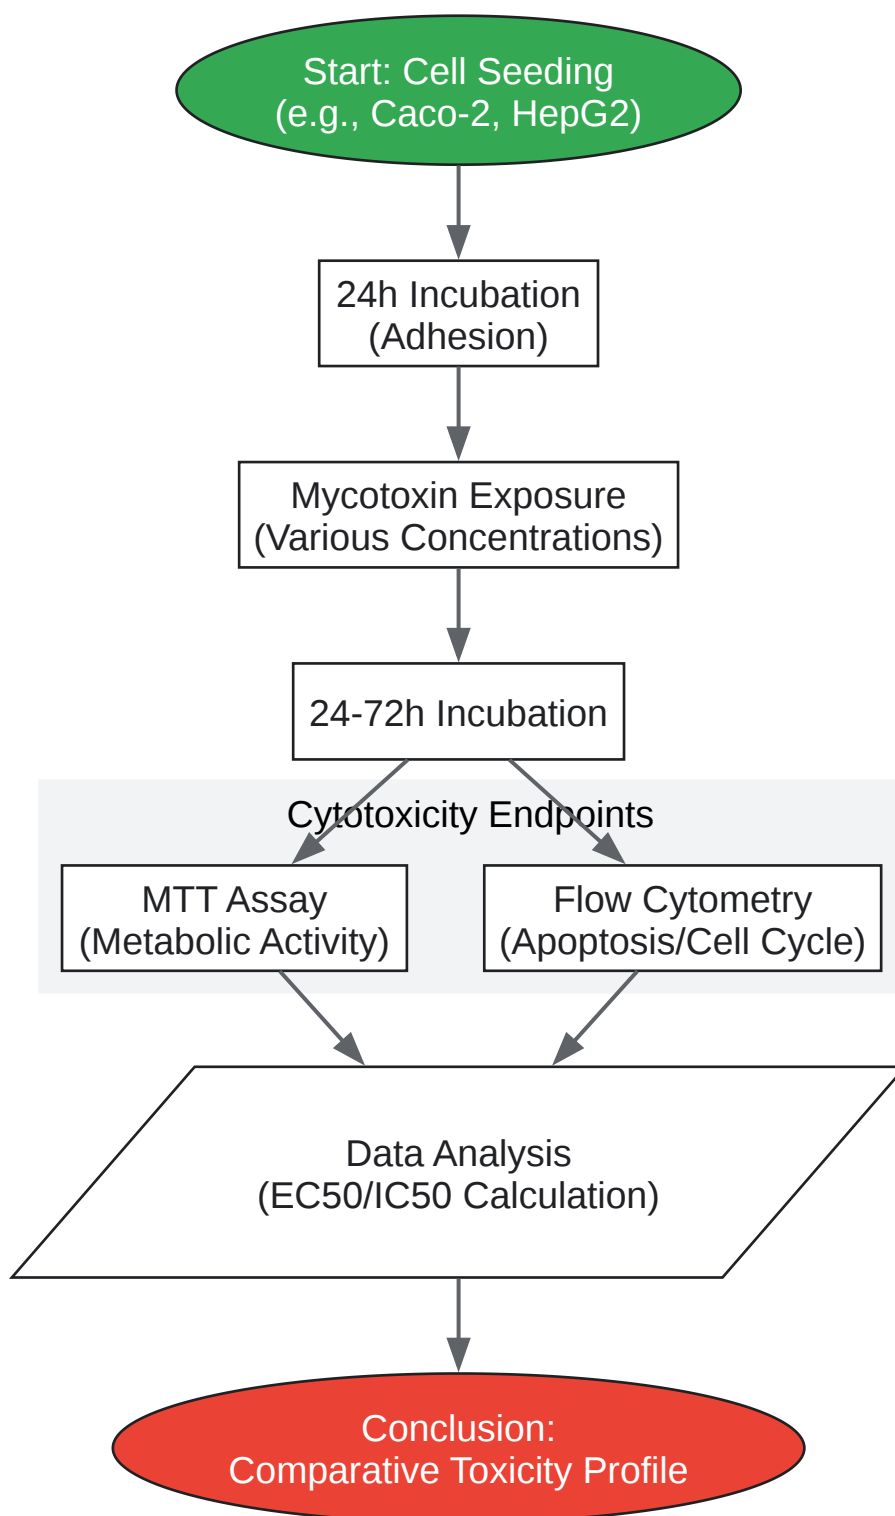 Start: Cell Seeding
(e.g., Caco-2, HepG2)
24h Incubation
(Adhesion)
Mycotoxin Exposure
(Various Concentrations)
24-72h Incubation
Cytotoxicity Endpoints
MTT Assay
(Metabolic Activity)
Flow Cytometry
(Apoptosis/Cell Cycle)
Data Analysis
(EC50/IC50 Calculation)
Conclusion:
Comparative Toxicity Profile